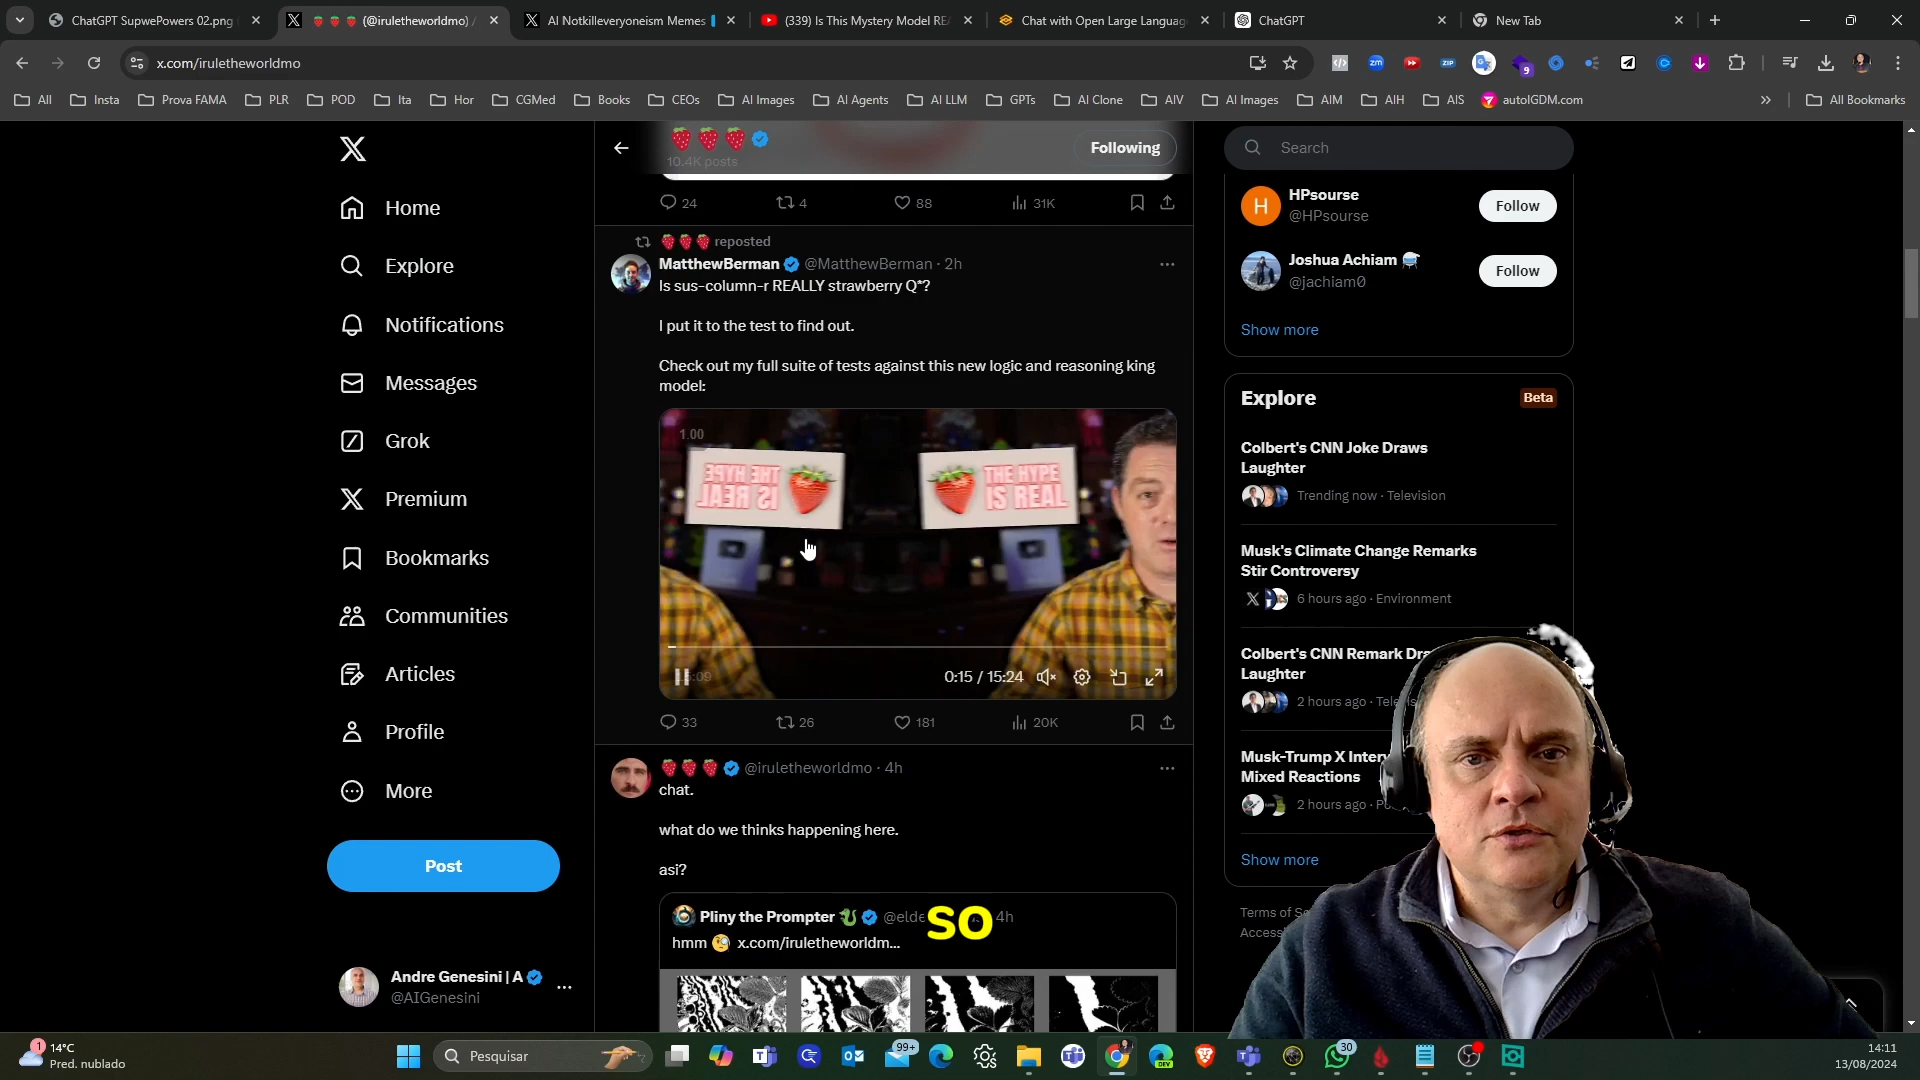 ChatGPT SupwePowers 02.png
(@iruletheworldmo) /
AI Notkilleveryoneism Memes
(339) Is This Mystery Model RE
Chat with Open Large Languag
ChatGPT
New Tab
x.com/iruletheworldmo
All
Insta
Prova FAMA
PLR
POD
Ita
Hor
CGMed
Books
CEOs
AI Images
AI Agents
AI LLM
GPTs
AI Clone
AIV
AI Images
AIM
AIH
AIS
autoIGDM.com
All Bookmarks
Home
Explore
Notifications
Messages
Grok
Premium
Bookmarks
Communities
Articles
Profile
More
Post
Andre Genesini | A
@AIGenesini
10.4K posts
Following
24
4
88
31K
reposted
MatthewBerman @MatthewBerman · 2h
Is sus-column-r REALLY strawberry Q*?
I put it to the test to find out.
Check out my full suite of tests against this new logic and reasoning king
model:
1.00
THE HYPE
IS REAL
THE HYPE
IS REAL
0:15 / 15:24
33
26
181
20K
@iruletheworldmo · 4h
chat.
what do we thinks happening here.
asi?
Pliny the Prompter @elde
4h
hmm x.com/iruletheworldm...
SO
Search
H
HPsourse
@HPsourse
Follow
Joshua Achiam
@jachiam0
Follow
Show more
Explore
Beta
Colbert's CNN Joke Draws
Laughter
Trending now · Television
Musk's Climate Change Remarks
Stir Controversy
6 hours ago · Environment
Colbert's CNN Remark Dra
Laughter
2 hours ago · Tele
Musk-Trump X Inter
Mixed Reactions
2 hours ago · P
Show more
Terms of Se
Access
1
14°C
Pred. nublado
Pesquisar
99+
30
14:11
13/08/2024